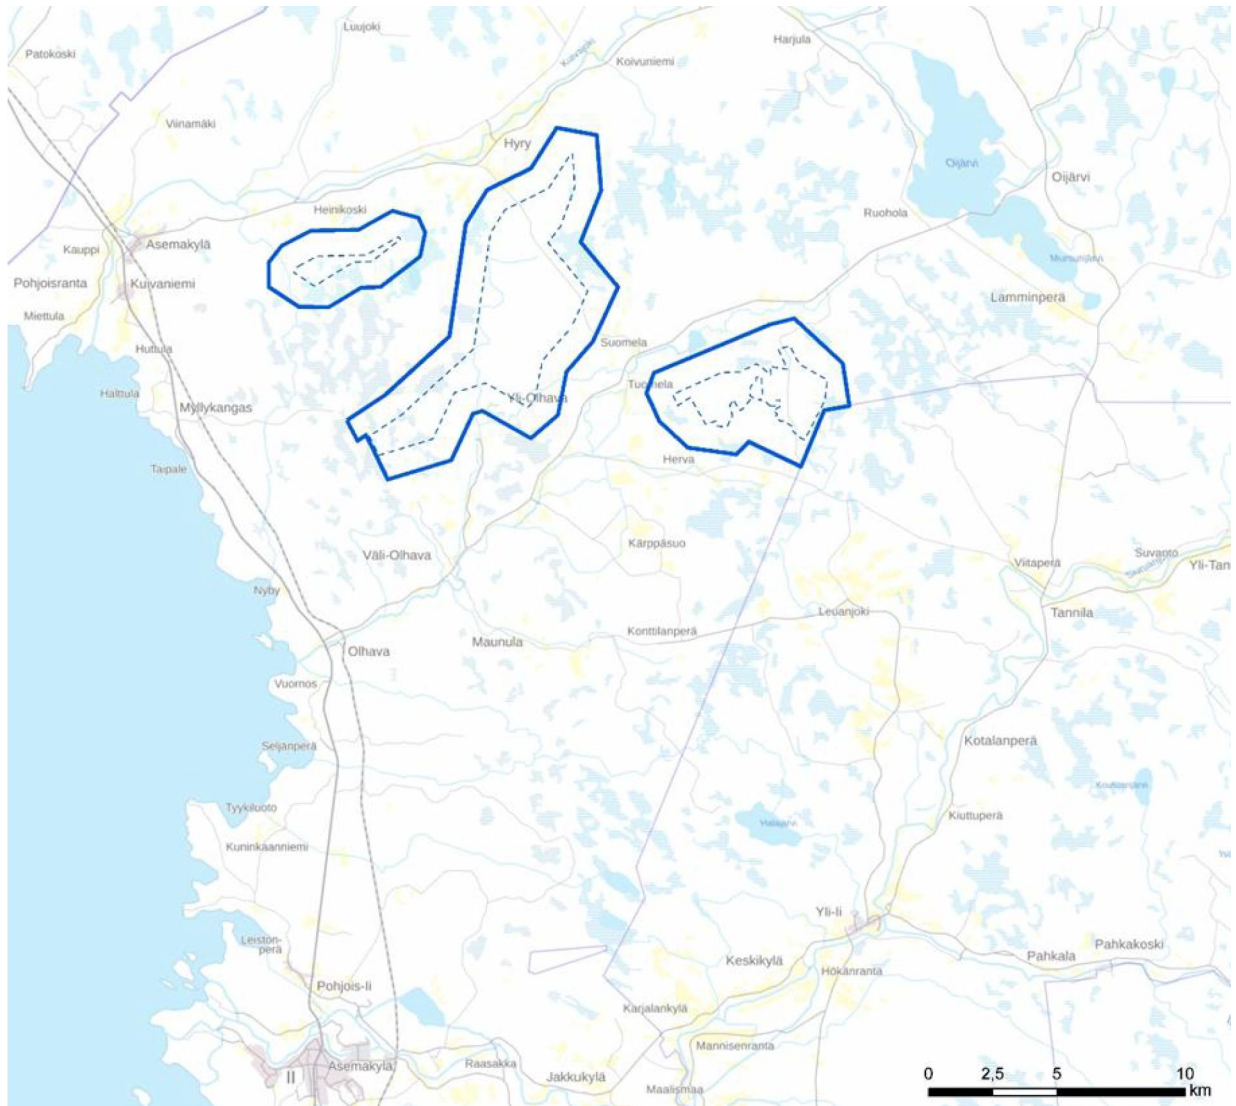 Luujoki
Patokoski
Harjula
Kuivajoki
Koivuniemi
Viinamäki
Hyry
Oijärvi
Oijärvi
Heinikoski
Ruohola
Kauppi
Asemakylä
Pohjoisranta
Kuivaniemi
Lamminperä
Miettula
Huttula
Suomela
Halttula
Tuomela
Yli-Olhava
Myllykangas
Taipale
Herva
Kärppäsuo
Väli-Olhava
Suvanto
Viitaperä
Yli-Tan
Nyby
Leuanjoki
Tannila
Maunula
Konttilanperä
Olhava
Vuornos
Kotalanperä
Seljänperä
Tyykiluoto
Kiuttuperä
Kuninkaanniemi
Yli-Ii
Leiston-
perä
Pahkakoski
Keskikylä
Pahkala
Hökänranta
Pohjois-Ii
Karjalankylä
Mannisenranta
Asemakylä
Raasakka
II
Jakkukylä
Maalismaa
0 2,5 5 10
km